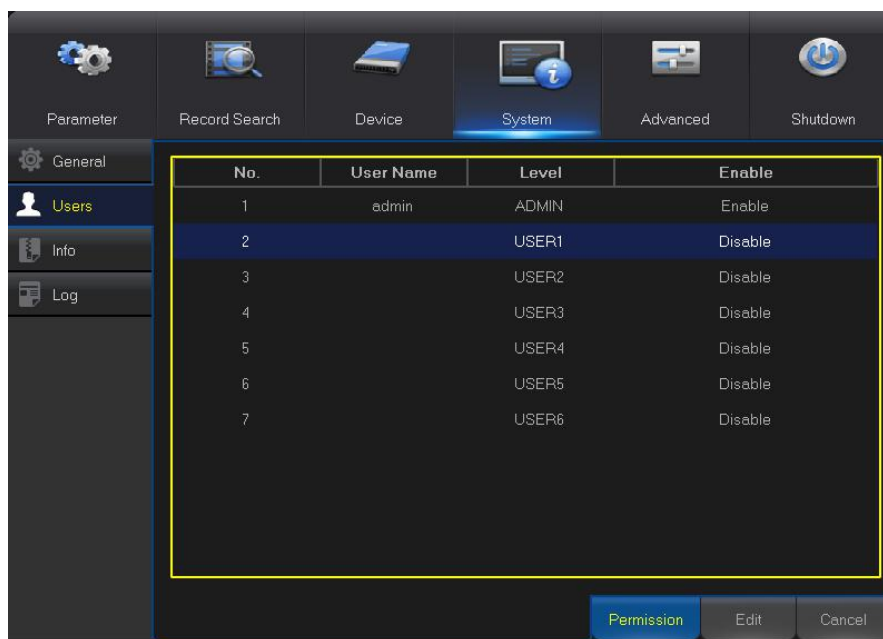 Parameter Record Search Device System Advanced Shutdown
General
Users
Info
Log
No. User Name Level Enable
1 admin ADMIN Enable
2 USER1 Disable
3 USER2 Disable
4 USER3 Disable
5 USER4 Disable
6 USER5 Disable
7 USER6 Disable
Permission Edit Cancel